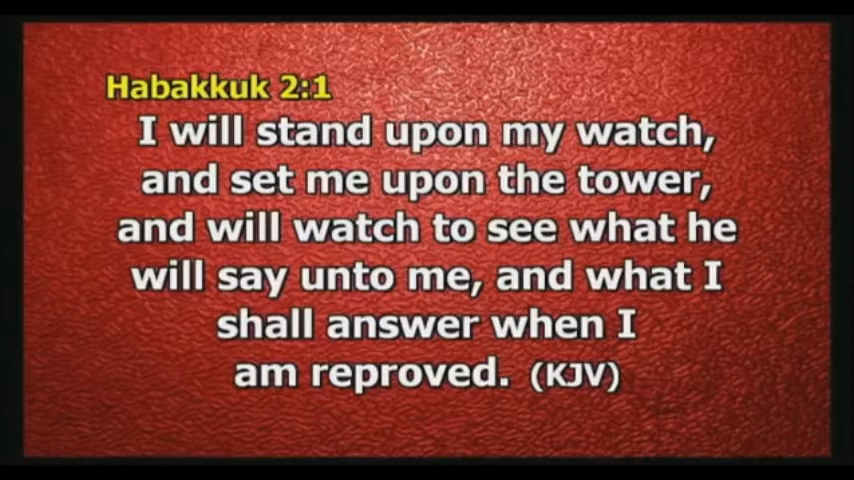 Habakkuk 2:1
I will stand upon my watch,
and set me upon the tower,
and will watch to see what he
will say unto me, and what I
shall answer when I
am reproved. (KJV)